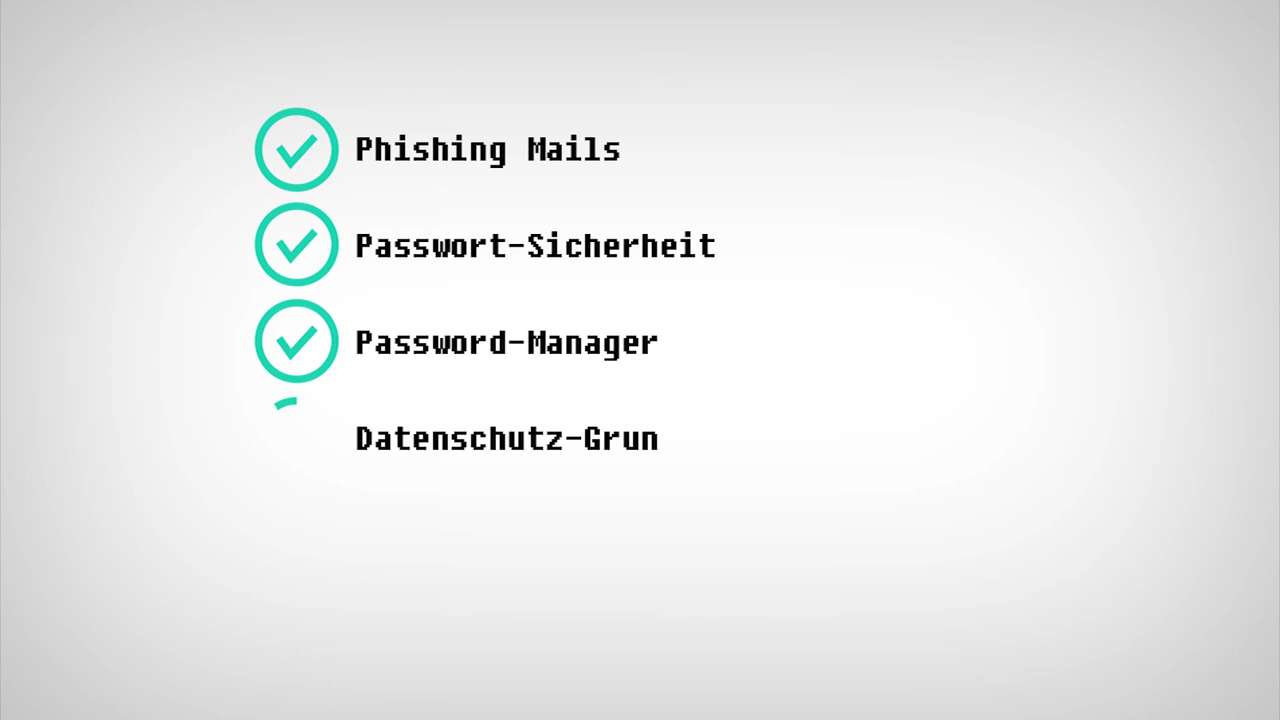 Phishing Mails
Passwort-Sicherheit
Password-Manager
Datenschutz-Grun